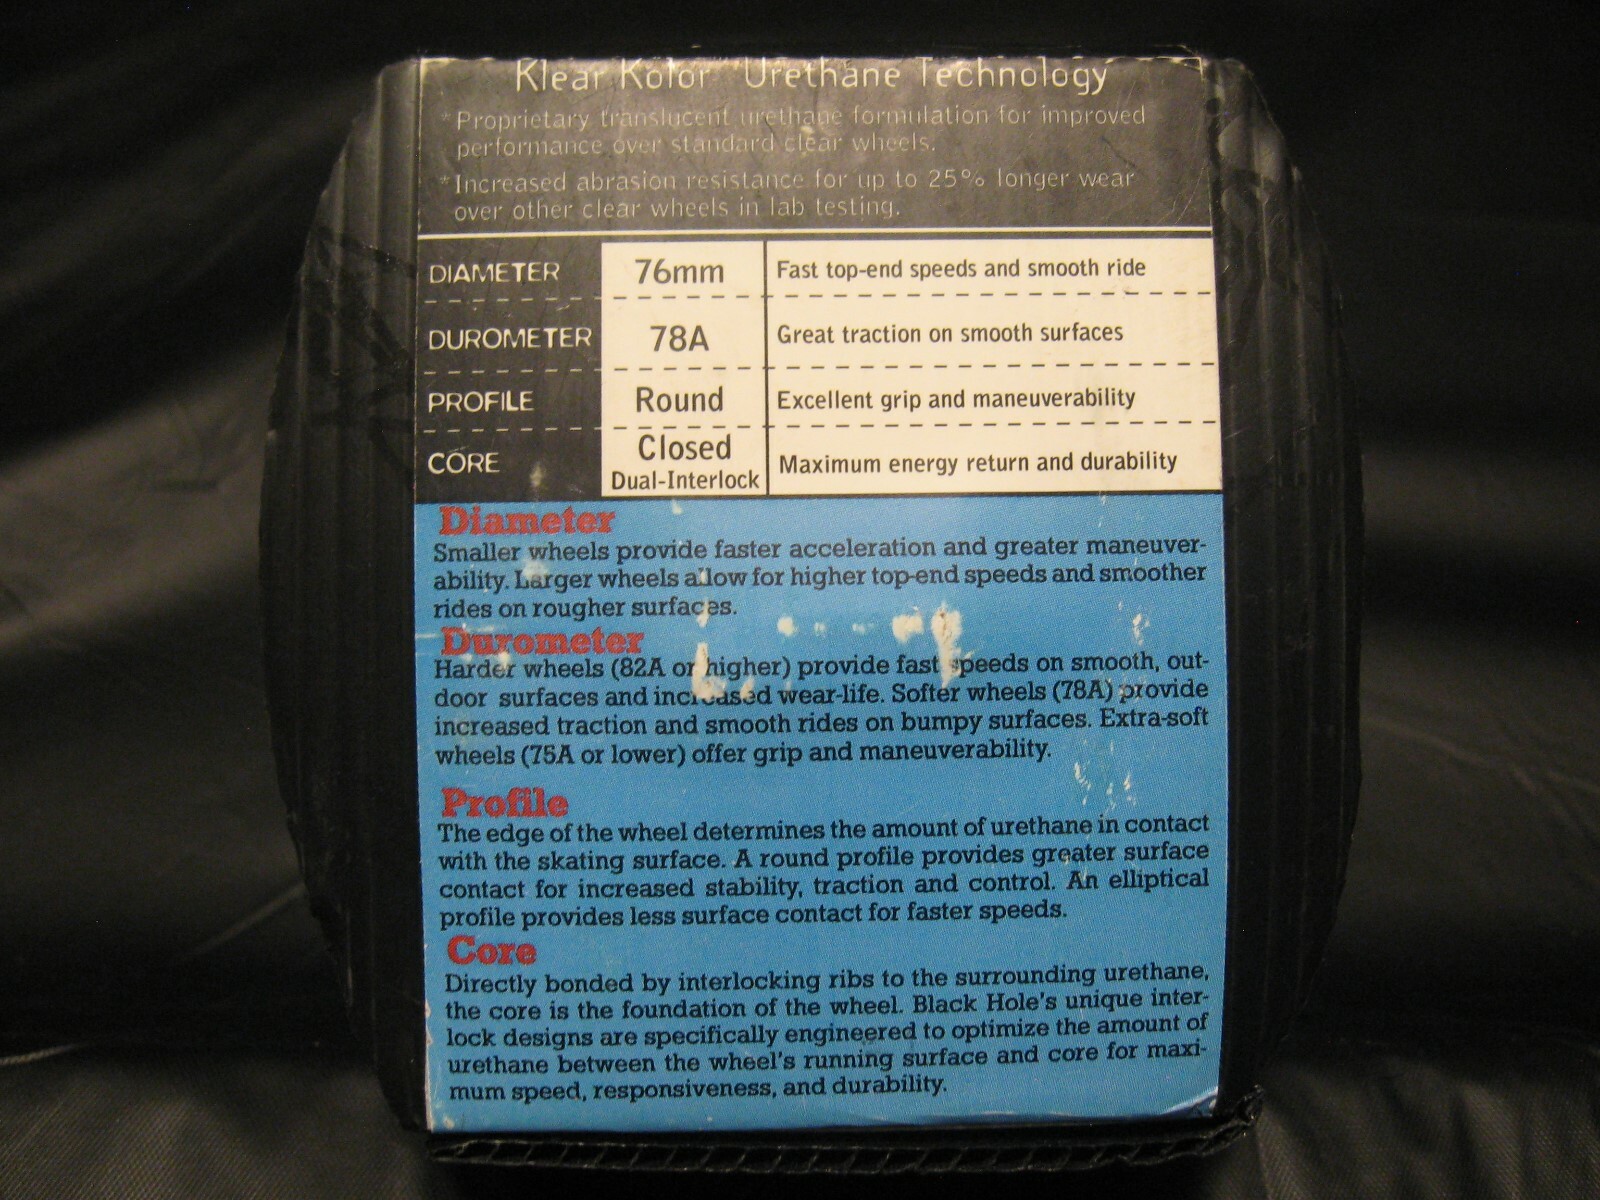 Klear Kolor Urethane Technology
*Proprietary translucent urethane formulation for improved
performance over standard clear wheels.
*Increased abrasion resistance for up to 25% longer wear
over other clear wheels in lab testing.
DIAMETER 76mm Fast top-end speeds and smooth ride
DUROMETER 78A Great traction on smooth surfaces
PROFILE Round Excellent grip and maneuverability
CORE Closed Dual-Interlock Maximum energy return and durability
Diameter
Smaller wheels provide faster acceleration and greater maneuver-
ability. Larger wheels allow for higher top-end speeds and smoother
rides on rougher surfaces.
Durometer
Harder wheels (82A or higher) provide fast speeds on smooth, out-
door surfaces and increased wear-life. Softer wheels (78A) provide
increased traction and smooth rides on bumpy surfaces. Extra-soft
wheels (75A or lower) offer grip and maneuverability.
Profile
The edge of the wheel determines the amount of urethane in contact
with the skating surface. A round profile provides greater surface
contact for increased stability, traction and control. An elliptical
profile provides less surface contact for faster speeds.
Core
Directly bonded by interlocking ribs to the surrounding urethane,
the core is the foundation of the wheel. Black Hole's unique inter-
lock designs are specifically engineered to optimize the amount of
urethane between the wheel's running surface and core for maxi-
mum speed, responsiveness, and durability.